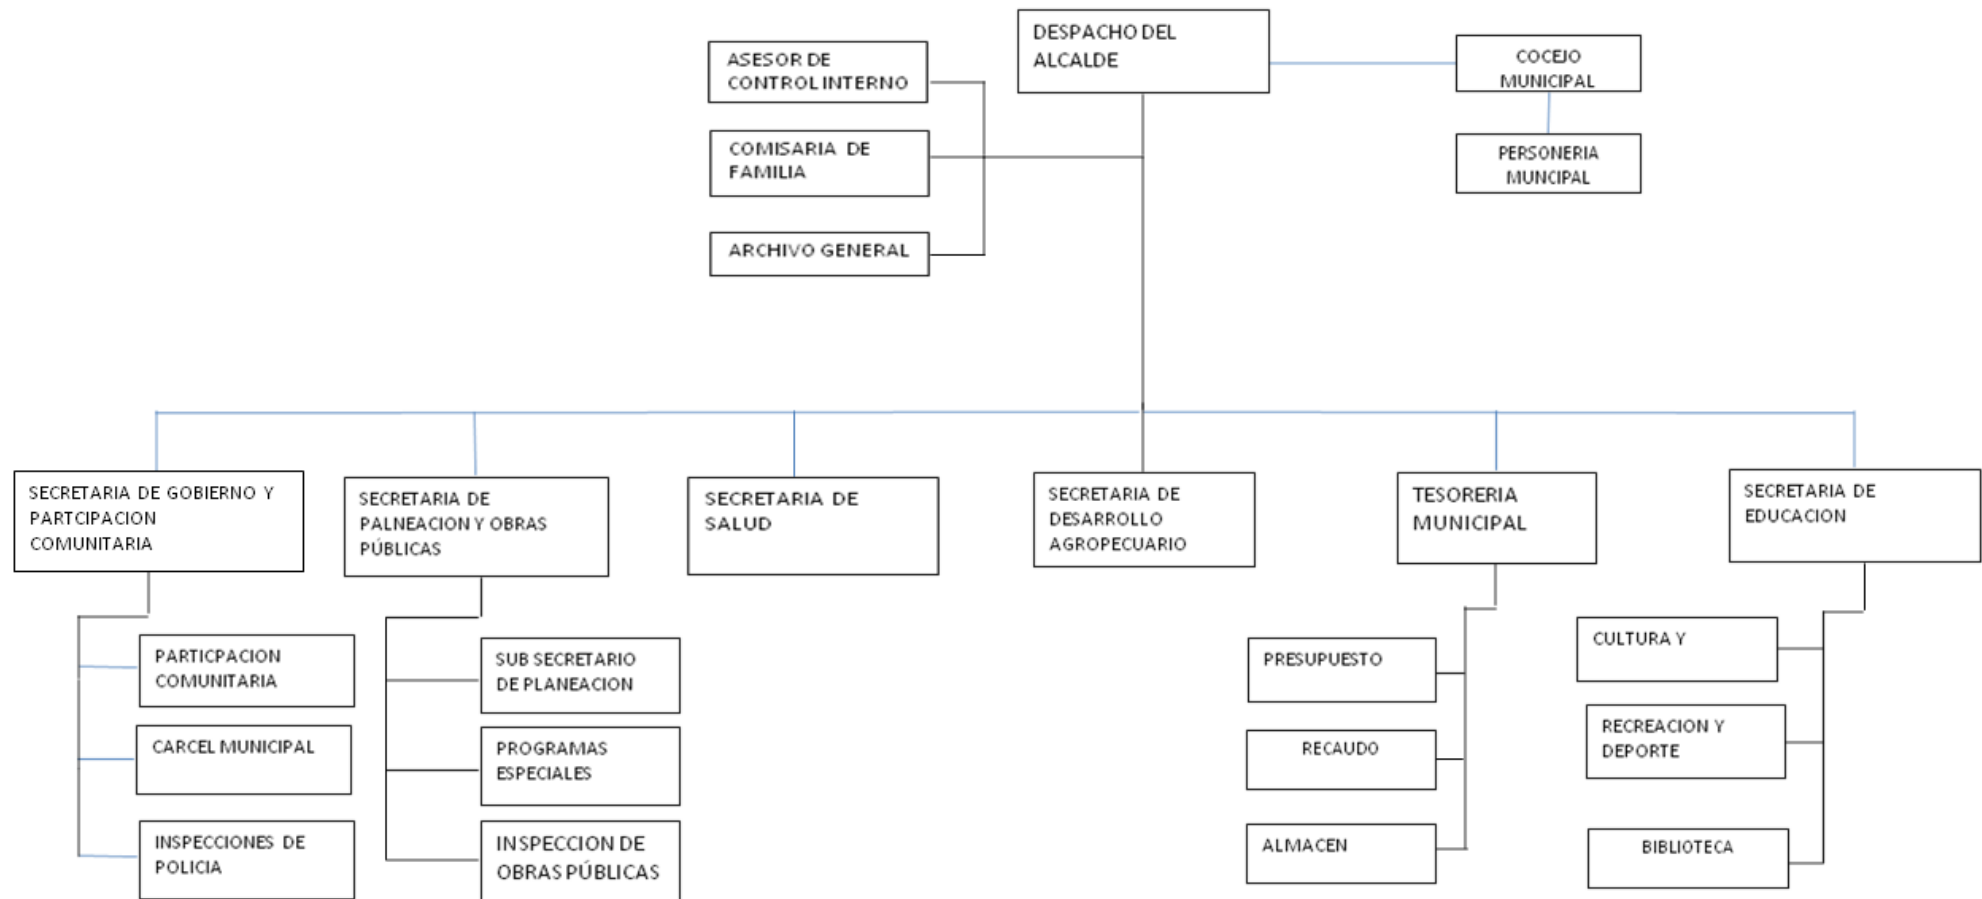 DESPACHO DEL
ALCALDE
ASESOR DE
CONTROL INTERNO
COCEJO
MUNICIPAL
COMISARIA DE
FAMILIA
PERSONERIA
MUNCIPAL
ARCHIVO GENERAL
SECRETARIA DE GOBIERNO Y
PARTCIPACION
COMUNITARIA
SECRETARIA DE
PALNEACION Y OBRAS
PÚBLICAS
SECRETARIA DE
SALUD
SECRETARIA DE
DESARROLLO
AGROPECUARIO
TESORERIA
MUNICIPAL
SECRETARIA DE
EDUCACION
PARTICPACION
COMUNITARIA
CARCEL MUNICIPAL
INSPECCIONES DE
POLICIA
SUB SECRETARIO
DE PLANEACION
PROGRAMAS
ESPECIALES
INSPECCION DE
OBRAS PÚBLICAS
PRESUPUESTO
RECAUDO
ALMACEN
CULTURA Y
RECREACION Y
DEPORTE
BIBLIOTECA